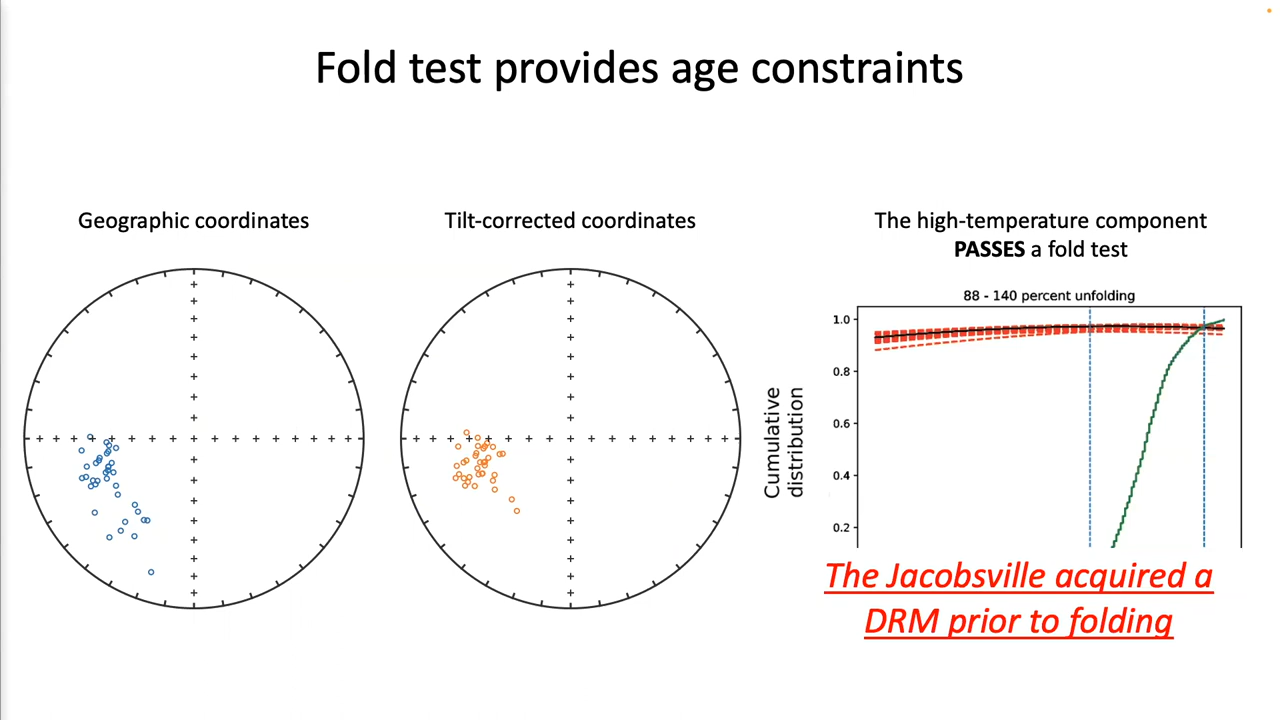 Fold test provides age constraints
Geographic coordinates
Tilt-corrected coordinates
The high-temperature component
PASSES a fold test
88 - 140 percent unfolding
1.0
0.8
0.6
0.4
0.2
Cumulative
distribution
The Jacobsville acquired a
DRM prior to folding